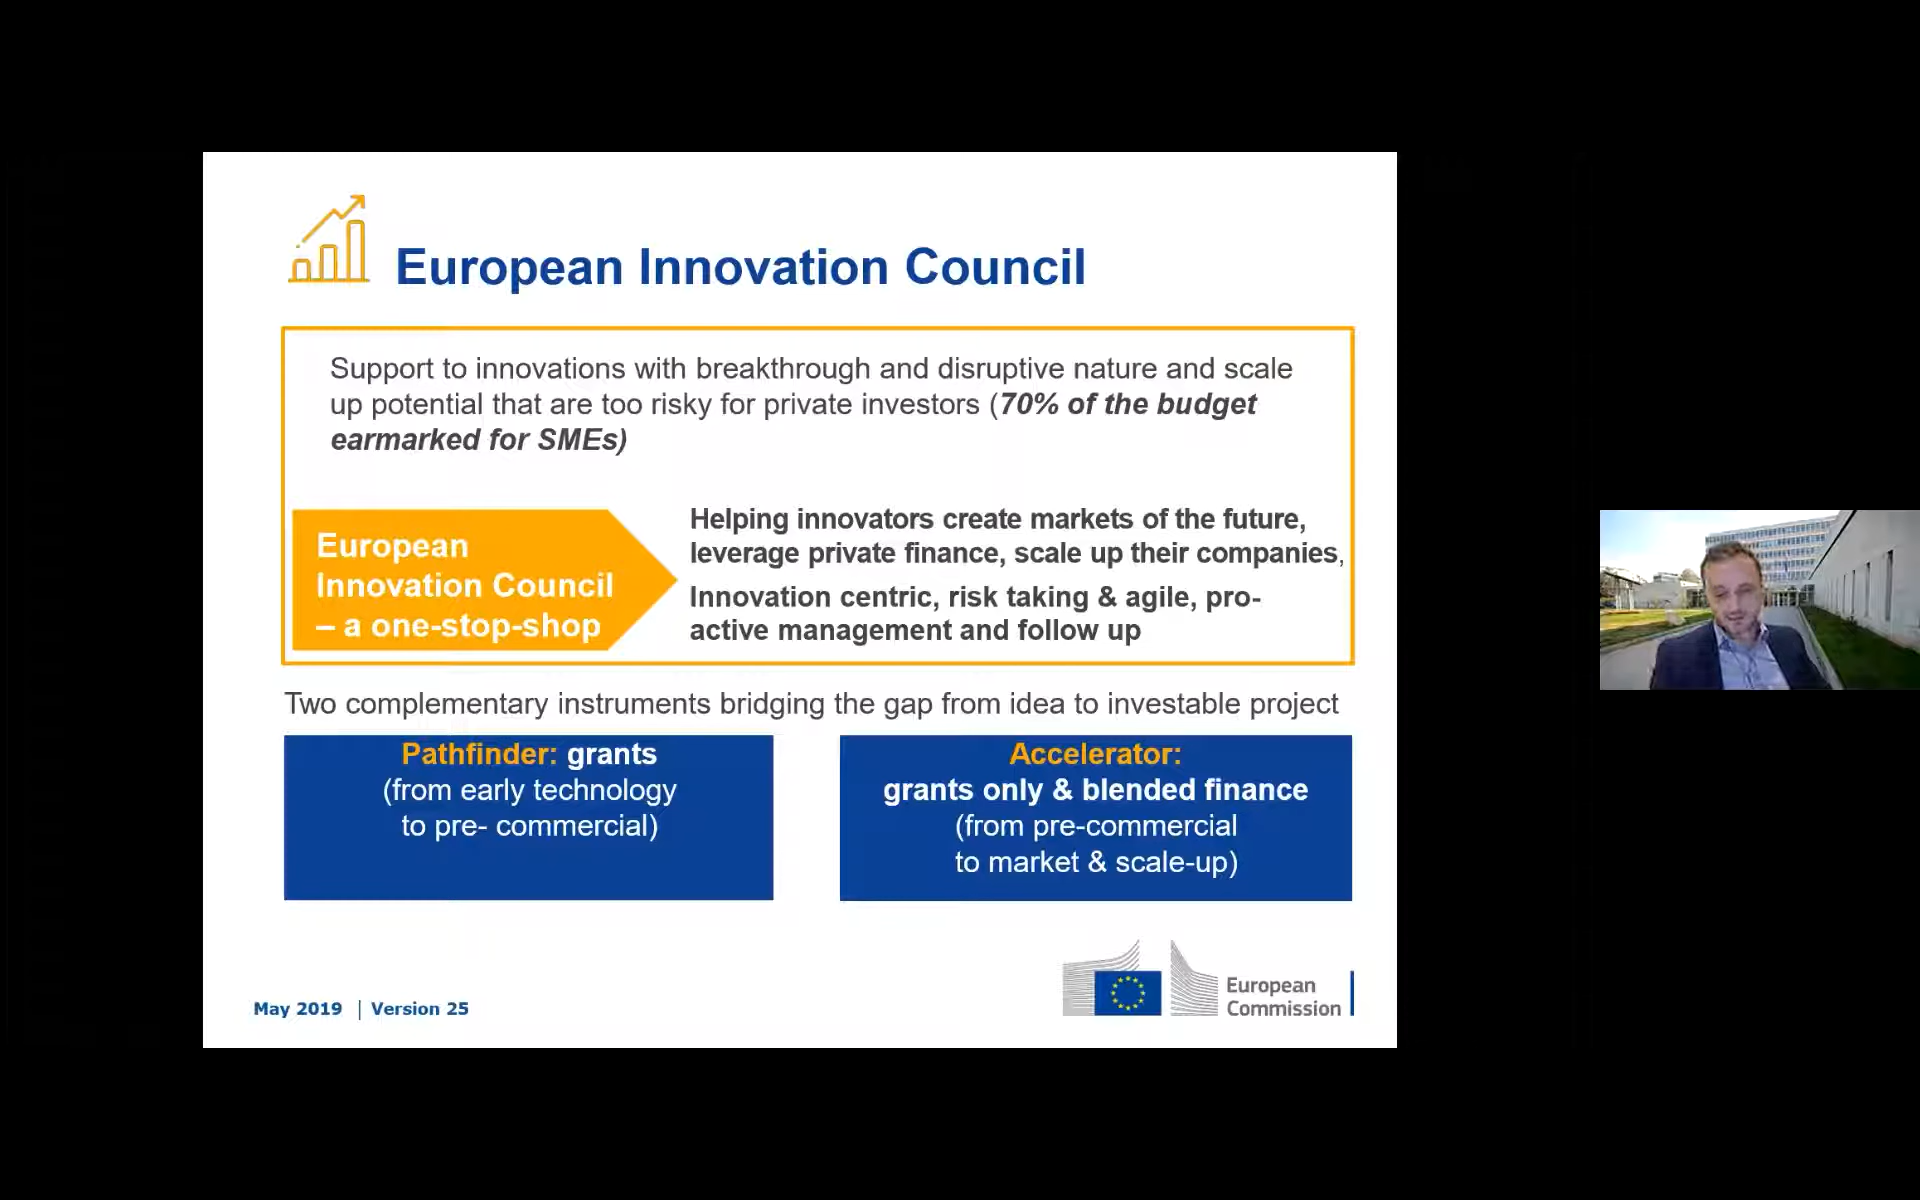 European Innovation Council
Support to innovations with breakthrough and disruptive nature and scale
up potential that are too risky for private investors (70% of the budget
earmarked for SMEs)
European
Innovation Council
– a one-stop-shop
Helping innovators create markets of the future,
leverage private finance, scale up their companies,
Innovation centric, risk taking & agile, pro-
active management and follow up
Two complementary instruments bridging the gap from idea to investable project
Pathfinder: grants
(from early technology
to pre- commercial)
Accelerator:
grants only & blended finance
(from pre-commercial
to market & scale-up)
May 2019 | Version 25
European
Commission